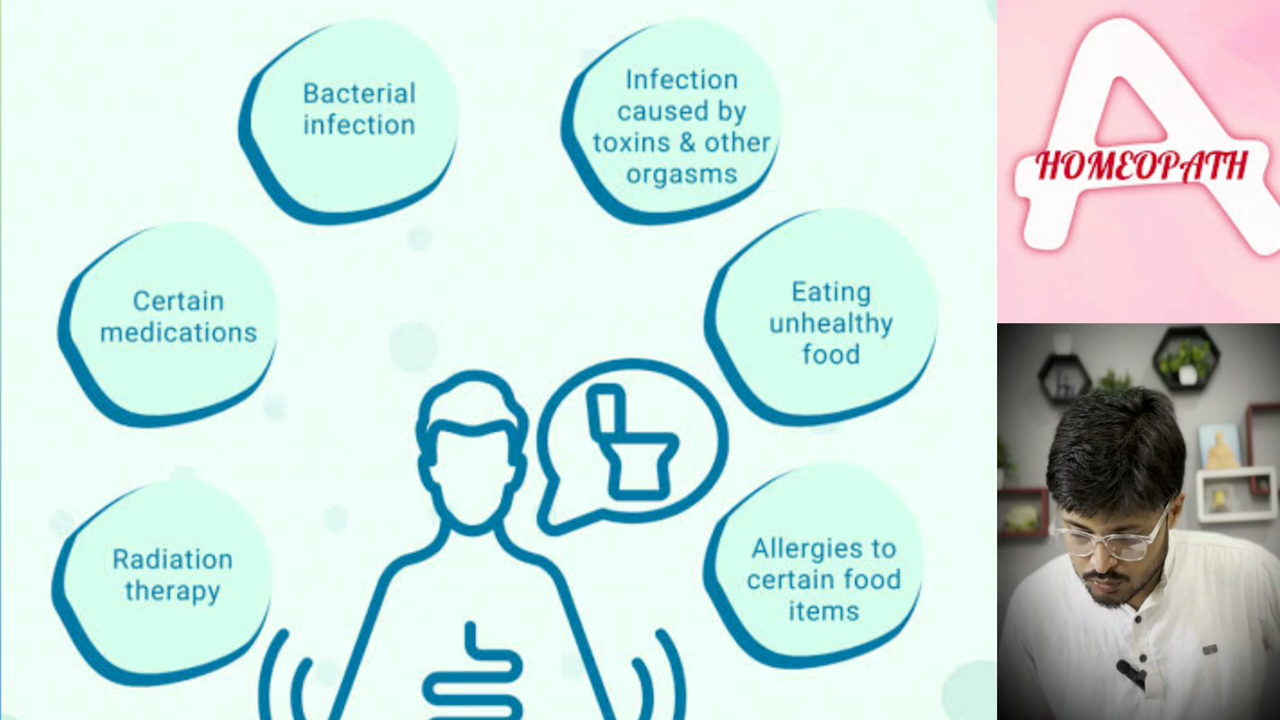 Bacterial
infection
Infection
caused by
toxins & other
orgasms
HOMEOPATH
Certain
medications
Eating
unhealthy
food
Radiation
therapy
Allergies to
certain food
items